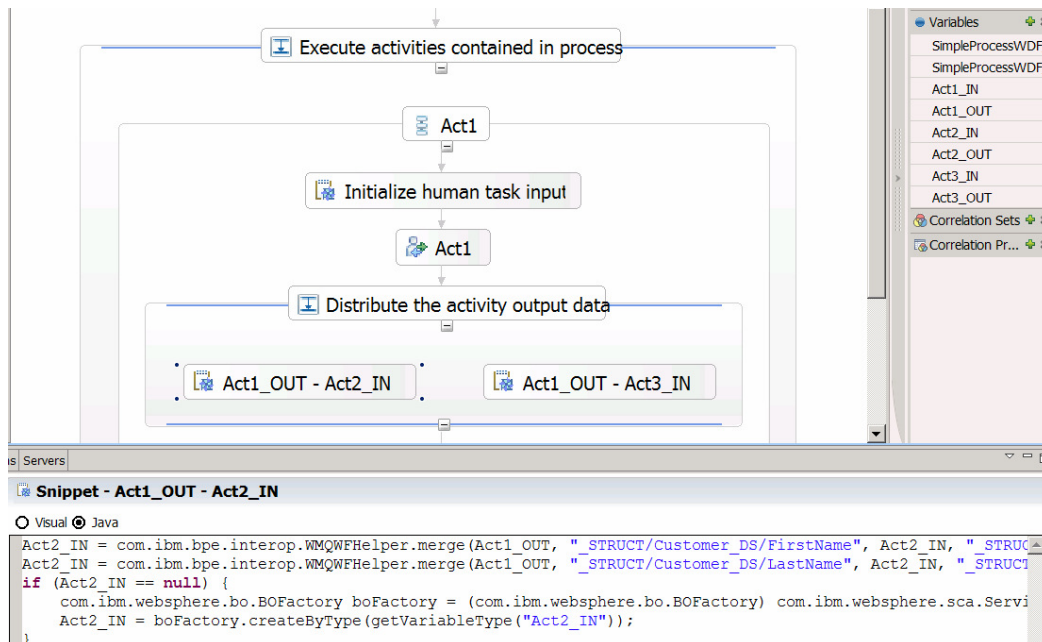 Execute activities contained in process
Act1
Initialize human task input
Act1
Distribute the activity output data
Act1_OUT - Act2_IN
Act1_OUT - Act3_IN
Variables
SimpleProcessWDF
SimpleProcessWDF
Act1_IN
Act1_OUT
Act2_IN
Act2_OUT
Act3_IN
Act3_OUT
Correlation Sets
Correlation Pr...
Servers
Snippet - Act1_OUT - Act2_IN
Visual Java
Act2_IN = com.ibm.bpe.interop.WMQWFHelper.merge(Act1_OUT, "_STRUCT/Customer_DS/FirstName", Act2_IN, "_STRUC
Act2_IN = com.ibm.bpe.interop.WMQWFHelper.merge(Act1_OUT, "_STRUCT/Customer_DS/LastName", Act2_IN, "_STRUCT
if (Act2_IN == null) {
com.ibm.websphere.bo.BOFactory boFactory = (com.ibm.websphere.bo.BOFactory) com.ibm.websphere.sca.Servi
Act2_IN = boFactory.createByType(getVariableType("Act2_IN"));
}